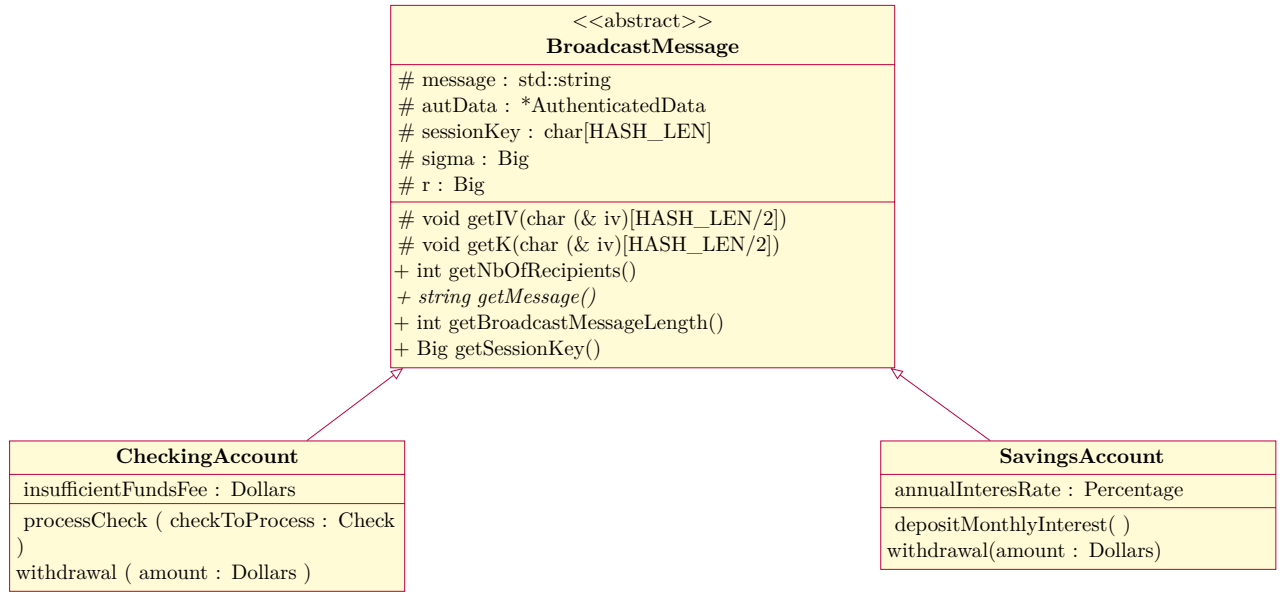 <<abstract>>
BroadcastMessage
# message : std::string
# autData : *AuthenticatedData
# sessionKey : char[HASH_LEN]
# sigma : Big
# r : Big
# void getIV(char (& iv)[HASH_LEN/2])
# void getK(char (& iv)[HASH_LEN/2])
+ int getNbOfRecipients()
+ string getMessage()
+ int getBroadcastMessageLength()
+ Big getSessionKey()
CheckingAccount
insufficientFundsFee : Dollars
processCheck ( checkToProcess : Check
)
withdrawal ( amount : Dollars )
SavingsAccount
annualInteresRate : Percentage
depositMonthlyInterest( )
withdrawal(amount : Dollars)